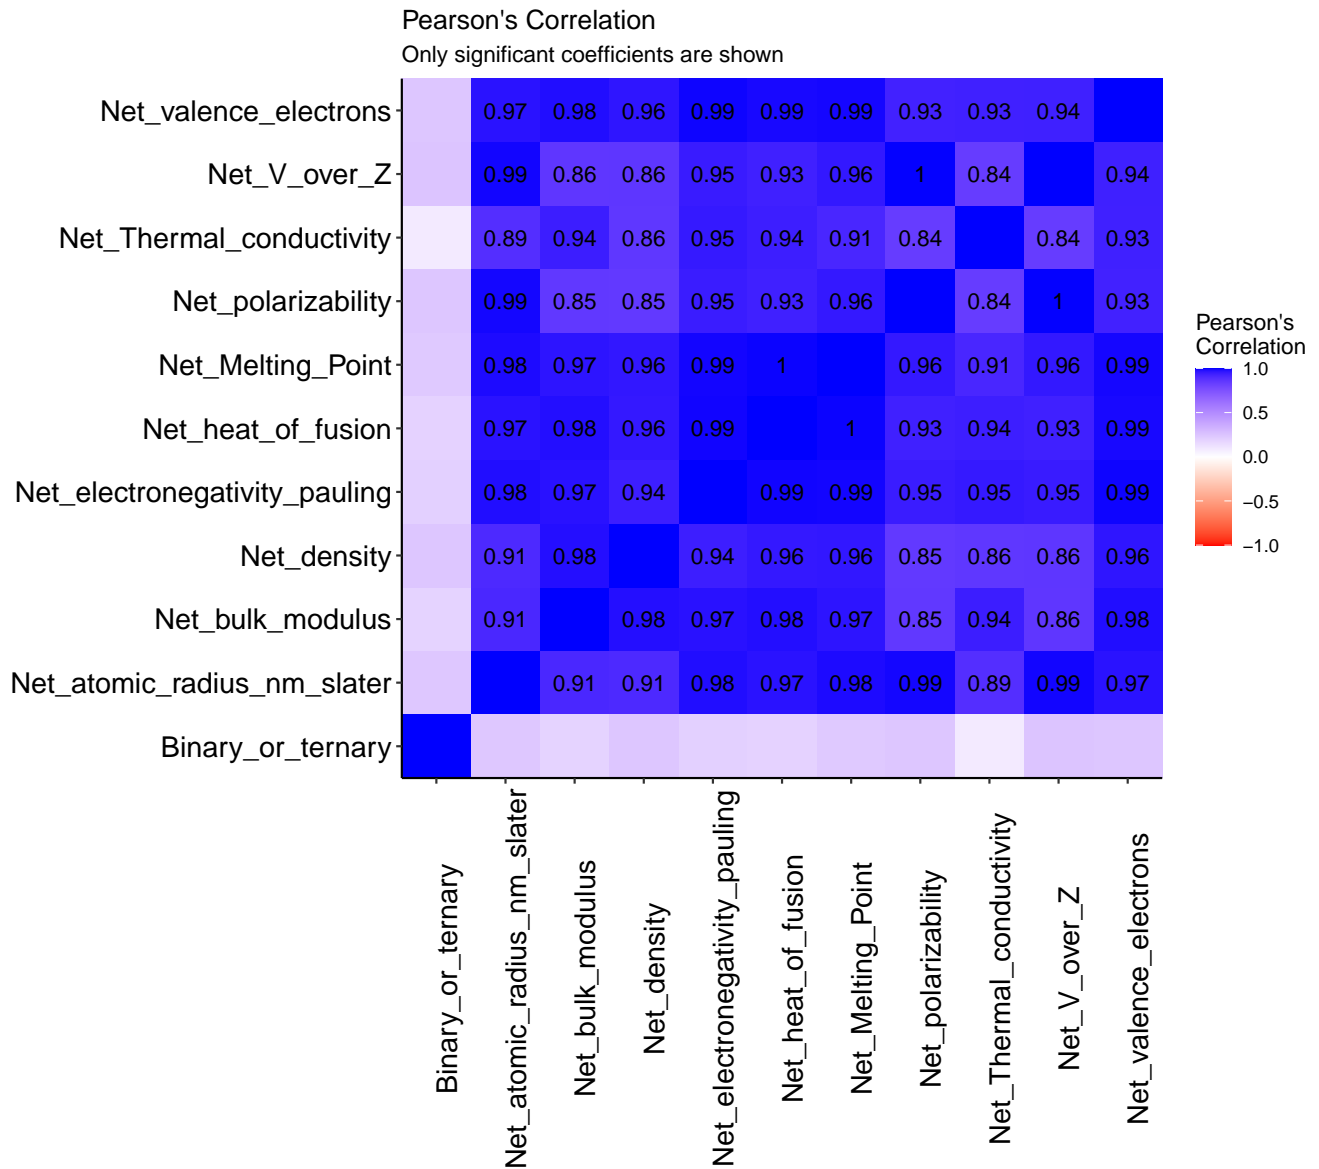 Pearson's Correlation
Only significant coefficients are shown
Net_valence_electrons 0.97 0.98 0.96 0.99 0.99 0.99 0.93 0.93 0.94
Net_V_over_Z 0.99 0.86 0.86 0.95 0.93 0.96 1 0.84 0.94
Net_Thermal_conductivity 0.89 0.94 0.86 0.95 0.94 0.91 0.84 0.84 0.93
Net_polarizability 0.99 0.85 0.85 0.95 0.93 0.96 0.84 1 0.93
Net_Melting_Point 0.98 0.97 0.96 0.99 1 0.96 0.91 0.96 0.99
Net_heat_of_fusion 0.97 0.98 0.96 0.99 1 0.93 0.94 0.93 0.99
Net_electronegativity_pauling 0.98 0.97 0.94 0.99 0.99 0.95 0.95 0.95 0.99
Net_density 0.91 0.98 0.94 0.96 0.96 0.85 0.86 0.86 0.96
Net_bulk_modulus 0.91 0.98 0.97 0.98 0.97 0.85 0.94 0.86 0.98
Net_atomic_radius_nm_slater 0.91 0.91 0.98 0.97 0.98 0.99 0.89 0.99 0.97
Binary_or_ternary
Binary_or_ternary
Net_atomic_radius_nm_slater
Net_bulk_modulus
Net_density
Net_electronegativity_pauling
Net_heat_of_fusion
Net_Melting_Point
Net_polarizability
Net_Thermal_conductivity
Net_V_over_Z
Net_valence_electrons
Pearson's
Correlation
1.0
0.5
0.0
−0.5
−1.0